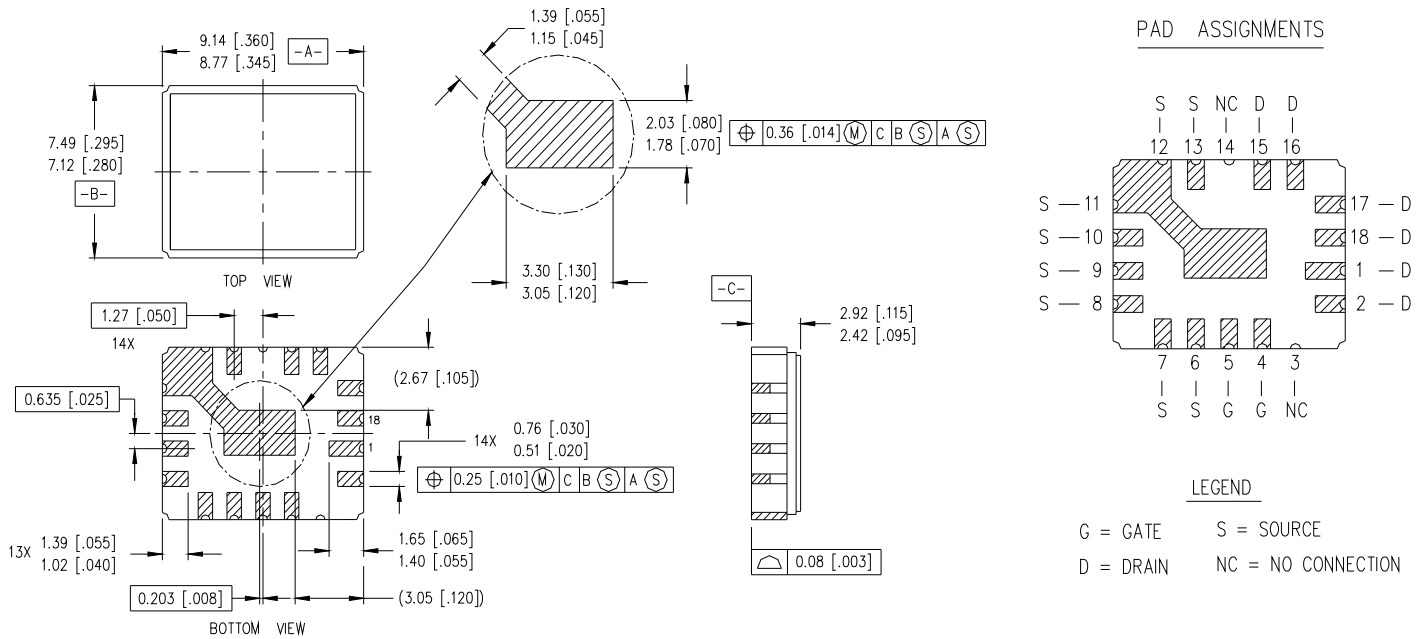 9.14 [.360]
8.77 [.345]
-A-
7.49 [.295]
7.12 [.280]
-B-
TOP VIEW
1.39 [.055]
1.15 [.045]
2.03 [.080]
1.78 [.070]
⌖ 0.36 [.014] Ⓜ C B Ⓢ A Ⓢ
3.30 [.130]
3.05 [.120]
1.27 [.050]
14X
0.635 [.025]
(2.67 [.105])
18
1
14X 0.76 [.030]
0.51 [.020]
⌖ 0.25 [.010] Ⓜ C B Ⓢ A Ⓢ
13X 1.39 [.055]
1.02 [.040]
1.65 [.065]
1.40 [.055]
0.203 [.008]
(3.05 [.120])
BOTTOM VIEW
-C-
2.92 [.115]
2.42 [.095]
⌓ 0.08 [.003]
PAD ASSIGNMENTS
S S NC D D
12 13 14 15 16
S — 11
17 — D
S — 10
18 — D
S — 9
1 — D
S — 8
2 — D
7 6 5 4 3
S S G G NC
LEGEND
G = GATE S = SOURCE
D = DRAIN NC = NO CONNECTION